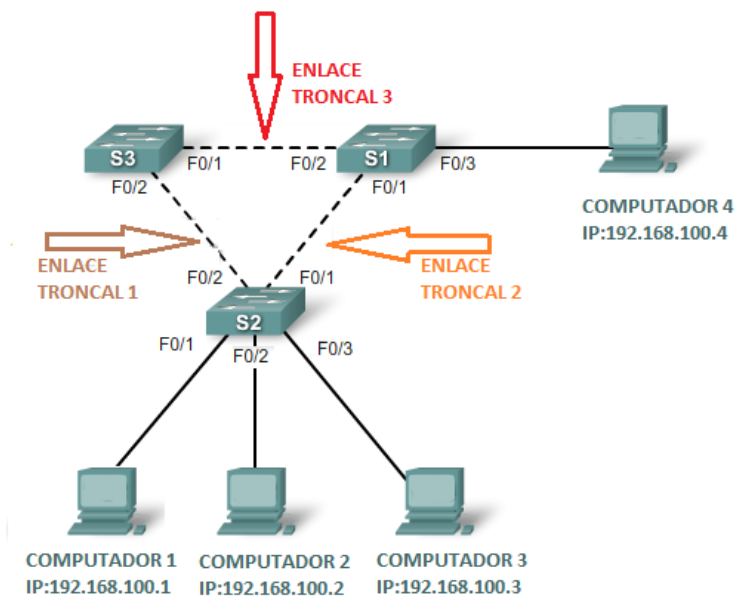 ENLACE
TRONCAL 3
S3
F0/1
F0/2
S1
F0/3
F0/2
F0/1
COMPUTADOR 4
IP:192.168.100.4
ENLACE
TRONCAL 1
ENLACE
TRONCAL 2
F0/2
F0/1
S2
F0/1
F0/2
F0/3
COMPUTADOR 1
IP:192.168.100.1
COMPUTADOR 2
IP:192.168.100.2
COMPUTADOR 3
IP:192.168.100.3